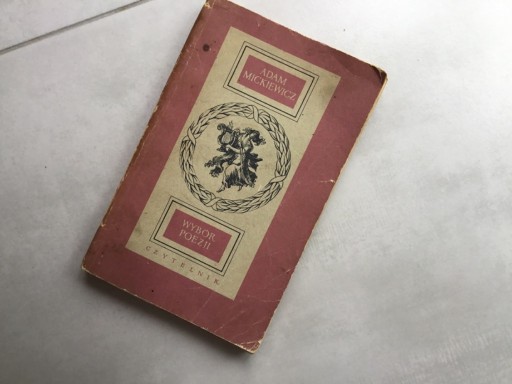 ADAM
MICKIEWICZ
WYBÓR
POEZJI
CZYTELNIK